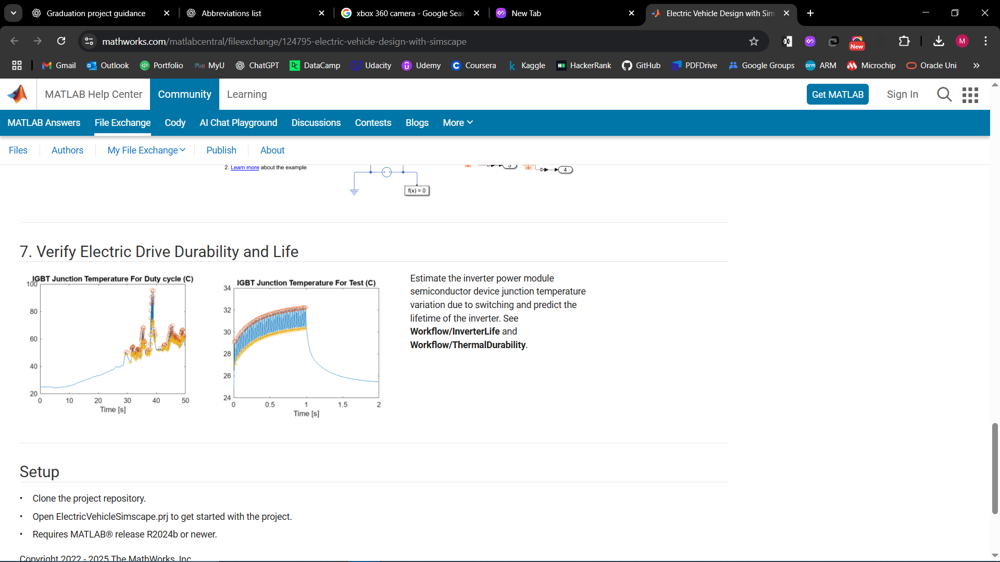 Graduation project guidance
Abbreviations list
xbox 360 camera - Google Sear
New Tab
Electric Vehicle Design with Sim
mathworks.com/matlabcentral/fileexchange/124795-electric-vehicle-design-with-simscape
New
M
Gmail
Outlook
Portfolio
MyU
ChatGPT
DataCamp
Udacity
Udemy
Coursera
Kaggle
HackerRank
GitHub
PDFDrive
Google Groups
arm ARM
Microchip
Oracle Uni
MATLAB Help Center
Community
Learning
Get MATLAB
Sign In
MATLAB Answers
File Exchange
Cody
AI Chat Playground
Discussions
Contests
Blogs
More
Files
Authors
My File Exchange
Publish
About
2. Learn more about the example
f(x) = 0
3
4
7. Verify Electric Drive Durability and Life
IGBT Junction Temperature For Duty cycle (C)
100
80
60
40
20
0 10 20 30 40 50
Time [s]
IGBT Junction Temperature For Test (C)
34
32
30
28
26
24
0 0.5 1 1.5 2
Time [s]
Estimate the inverter power module
semiconductor device junction temperature
variation due to switching and predict the
lifetime of the inverter. See
Workflow/InverterLife and
Workflow/ThermalDurability.
Setup
• Clone the project repository.
• Open ElectricVehicleSimscape.prj to get started with the project.
• Requires MATLAB® release R2024b or newer.
Copyright 2022 - 2025 The MathWorks, Inc.